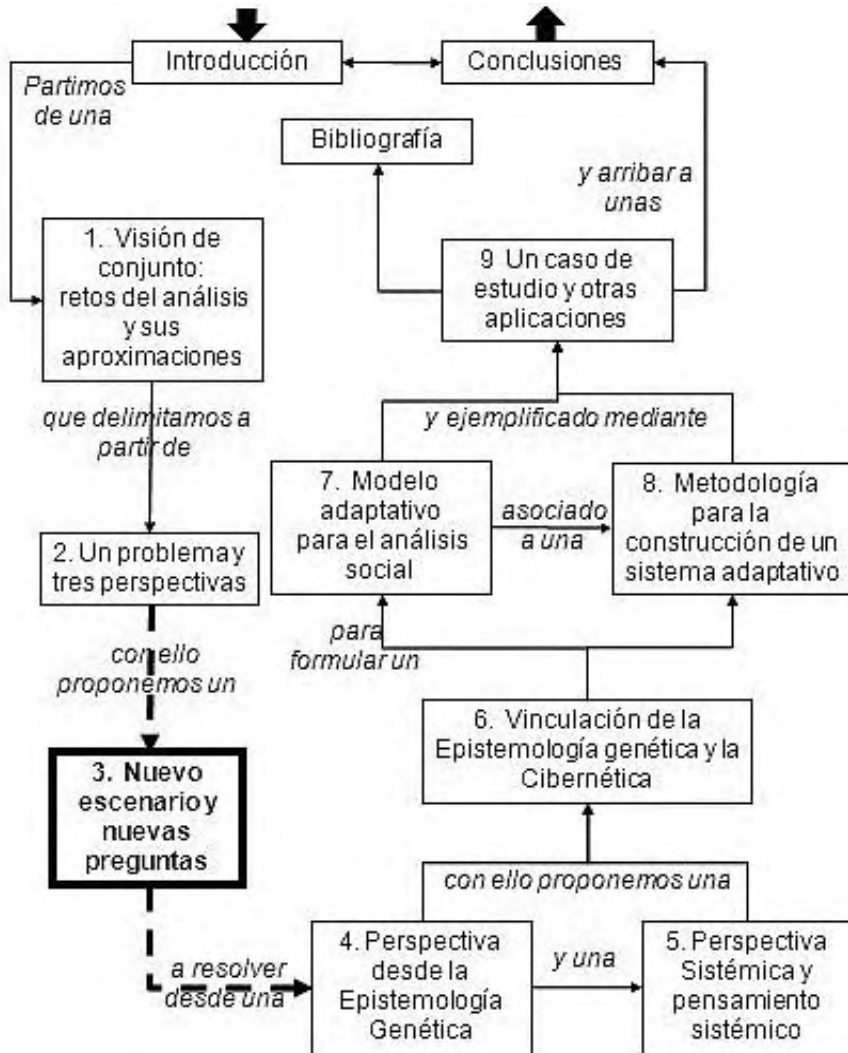 Introducción
Conclusiones
Partimos
de una
Bibliografía
y arribar a
unas
1. Visión de
conjunto:
retos del análisis
y sus
aproximaciones
9 Un caso de
estudio y otras
aplicaciones
que delimitamos a
partir de
y ejemplificado mediante
7. Modelo
adaptativo
para el análisis
social
asociado
a una
8. Metodología
para la
construcción de un
sistema adaptativo
2. Un problema y
tres perspectivas
con ello
proponemos un
para
formular un
6. Vinculación de la
Epistemología genética y la
Cibernética
3. Nuevo
escenario y
nuevas
preguntas
con ello proponemos una
a resolver
desde una
4. Perspectiva
desde la
Epistemología
Genética
y una
5. Perspectiva
Sistémica y
pensamiento
sistémico